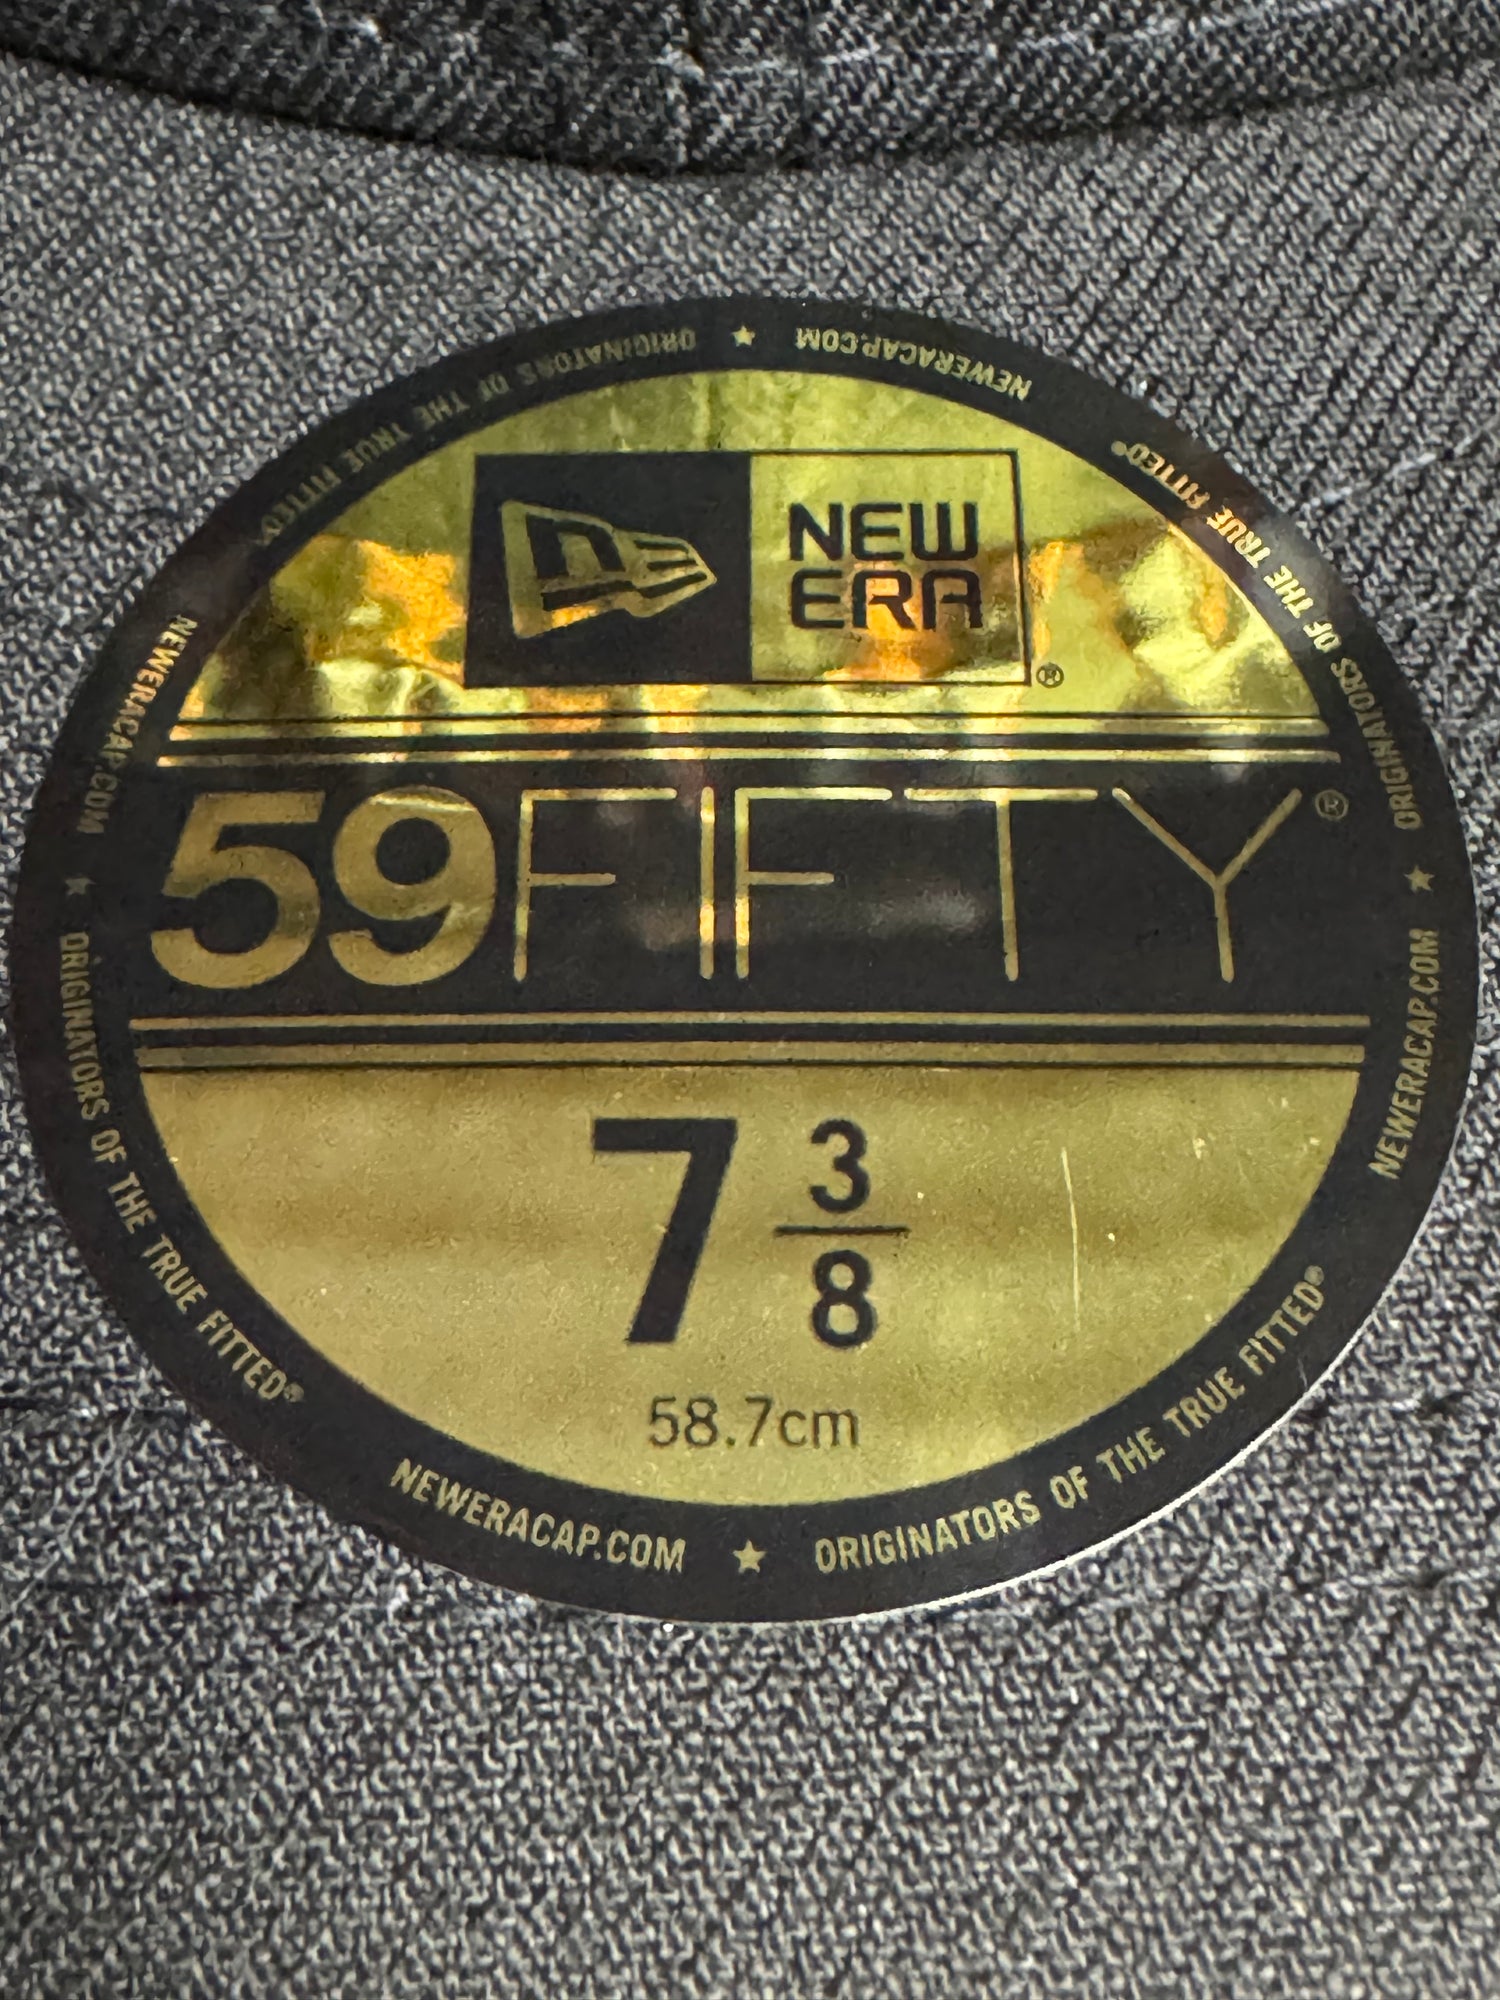 NEW
ERA
®
59FIFTY®
7 3/8
58.7cm
NEWERACAP.COM ★ ORIGINATORS OF THE TRUE FITTED®
NEWERACAP.COM ★ ORIGINATORS OF THE TRUE FITTED®
NEWERACAP.COM ★ ORIGINATORS OF THE TRUE FITTED®
NEWERACAP.COM ★ ORIGINATORS OF THE TRUE FITTED®